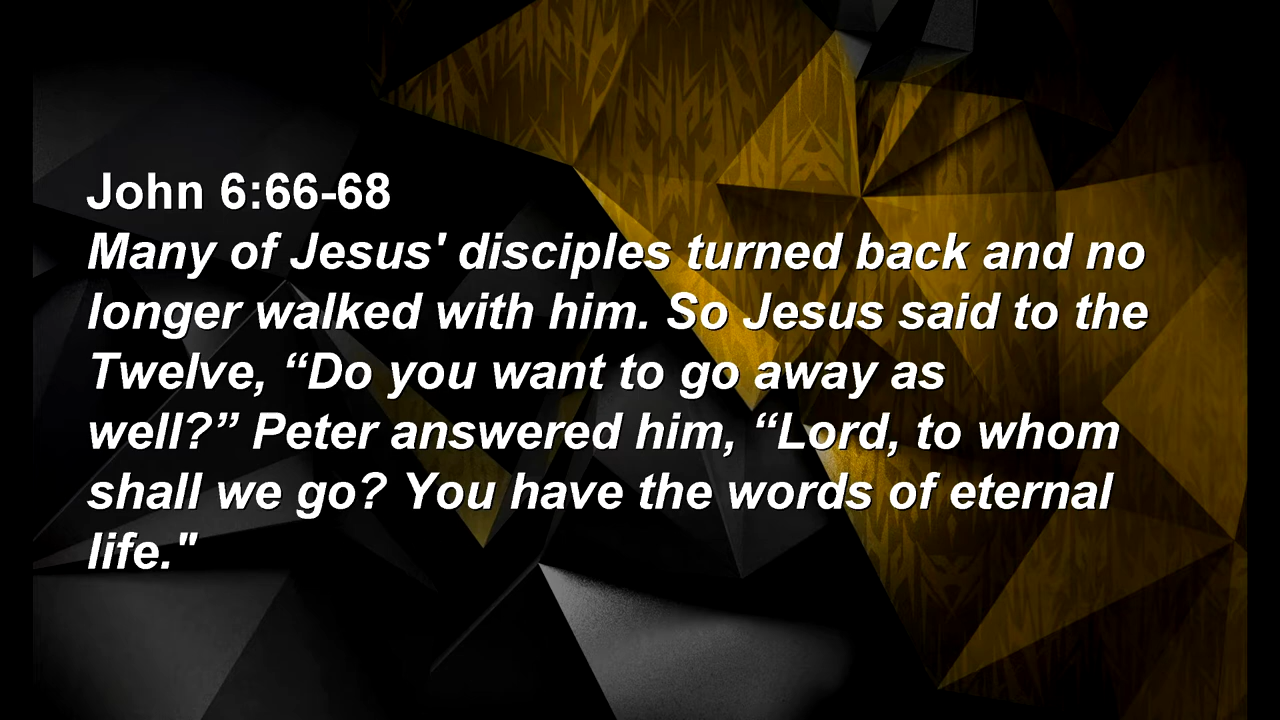 John 6:66-68
Many of Jesus' disciples turned back and no
longer walked with him. So Jesus said to the
Twelve, “Do you want to go away as
well?” Peter answered him, “Lord, to whom
shall we go? You have the words of eternal
life."